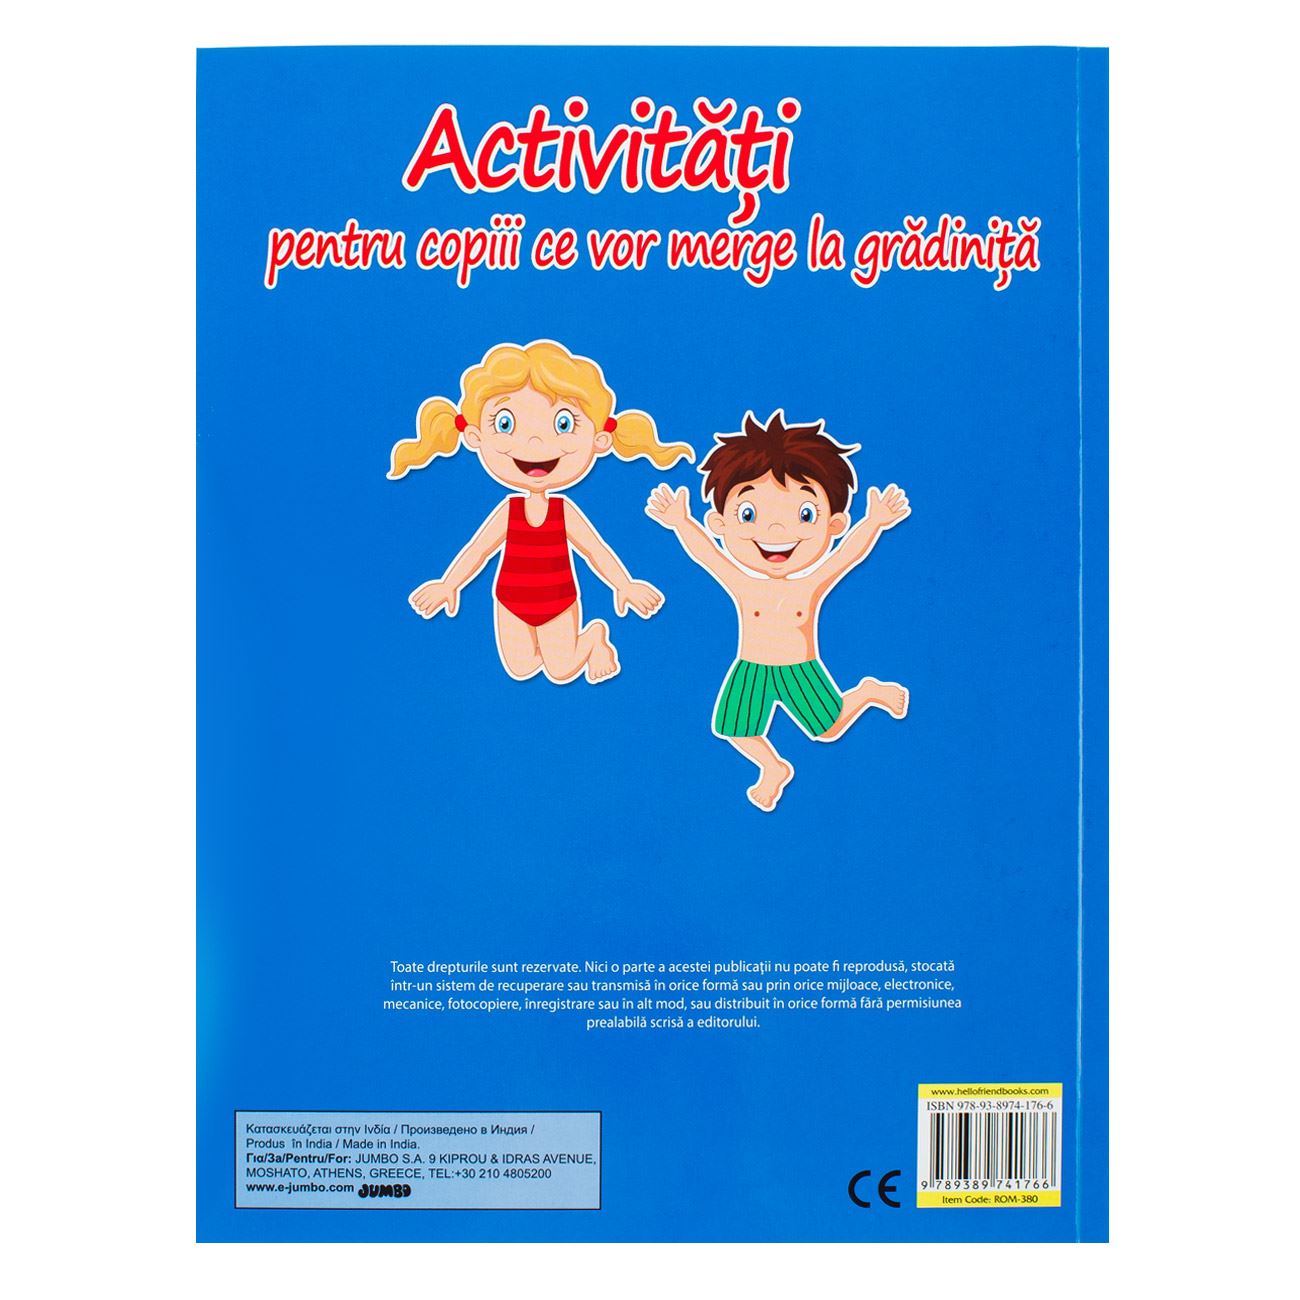 Activități
pentru copiii ce vor merge la grădiniță
Toate drepturile sunt rezervate. Nici o parte a acestei publicații nu poate fi reprodusă, stocată
într-un sistem de recuperare sau transmisă în orice formă sau prin orice mijloace, electronice,
mecanice, fotocopiere, înregistrare sau in alt mod, sau distribuit în orice formă fără permisiunea
prealabilă scrisă a editorului.
Κατασκευάζεται στην Ινδία / Произведено в Индия /
Produs în India / Made in India.
Για/За/Pentru/For: JUMBO S.A. 9 KIPROU & IDRAS AVENUE,
MOSHATO, ATHENS, GREECE, TEL:+30 210 4805200
www.e-jumbo.com JUMBO
CE
www.hellofriendbooks.com
ISBN 978-93-8974-176-6
9 789389 741766
Item Code: ROM-380